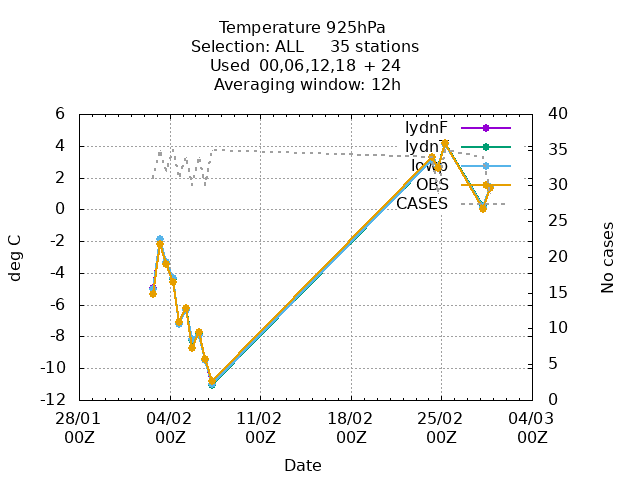 Temperature 925hPa
Selection: ALL 35 stations
Used 00,06,12,18 + 24
Averaging window: 12h
6
4
2
0
-2
-4
-6
-8
-10
-12
deg C
40
35
30
25
20
15
10
5
0
No cases
lydnF
OBS
CASES
28/01 04/02 11/02 18/02 25/02 04/03
00Z 00Z 00Z 00Z 00Z 00Z
Date